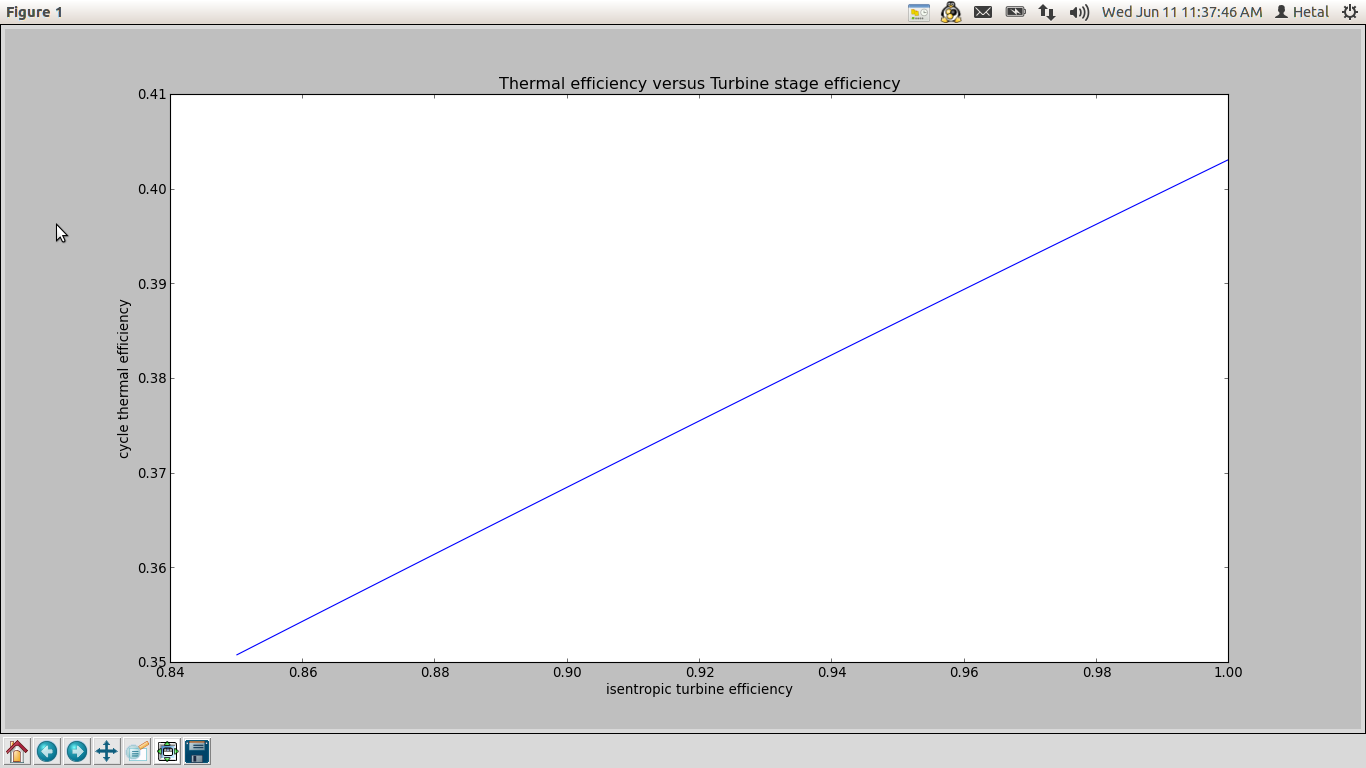 Figure 1
Wed Jun 11 11:37:46 AM Hetal
Thermal efficiency versus Turbine stage efficiency
0.41
0.40
0.39
0.38
0.37
0.36
0.35
cycle thermal efficiency
0.84 0.86 0.88 0.90 0.92 0.94 0.96 0.98 1.00
isentropic turbine efficiency